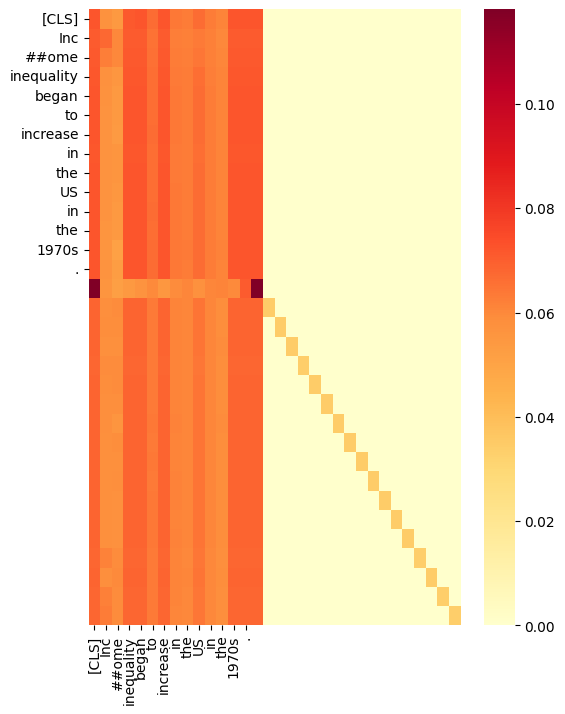 [CLS]
Inc
##ome
inequality
began
to
increase
in
the
US
in
the
1970s
.
0.10
0.08
0.06
0.04
0.02
0.00
[CLS]
Inc
##ome
inequality
began
to
increase
in
the
US
in
the
1970s
.